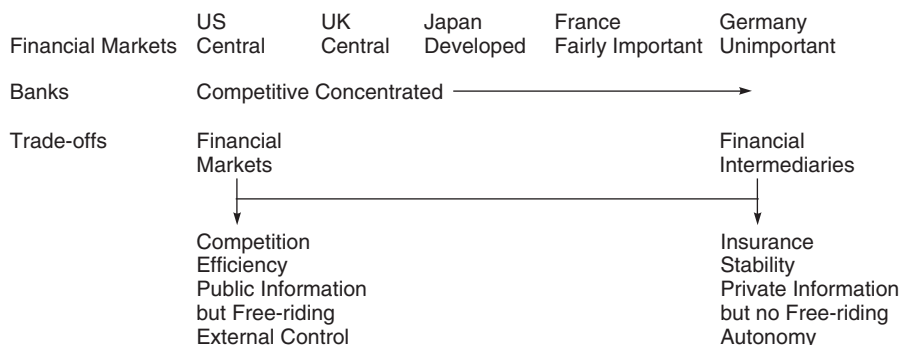 US UK Japan France Germany
Financial Markets Central Central Developed Fairly Important Unimportant
Banks Competitive Concentrated
Trade-offs Financial Financial
Markets Intermediaries
Competition Insurance
Efficiency Stability
Public Information Private Information
but Free-riding but no Free-riding
External Control Autonomy